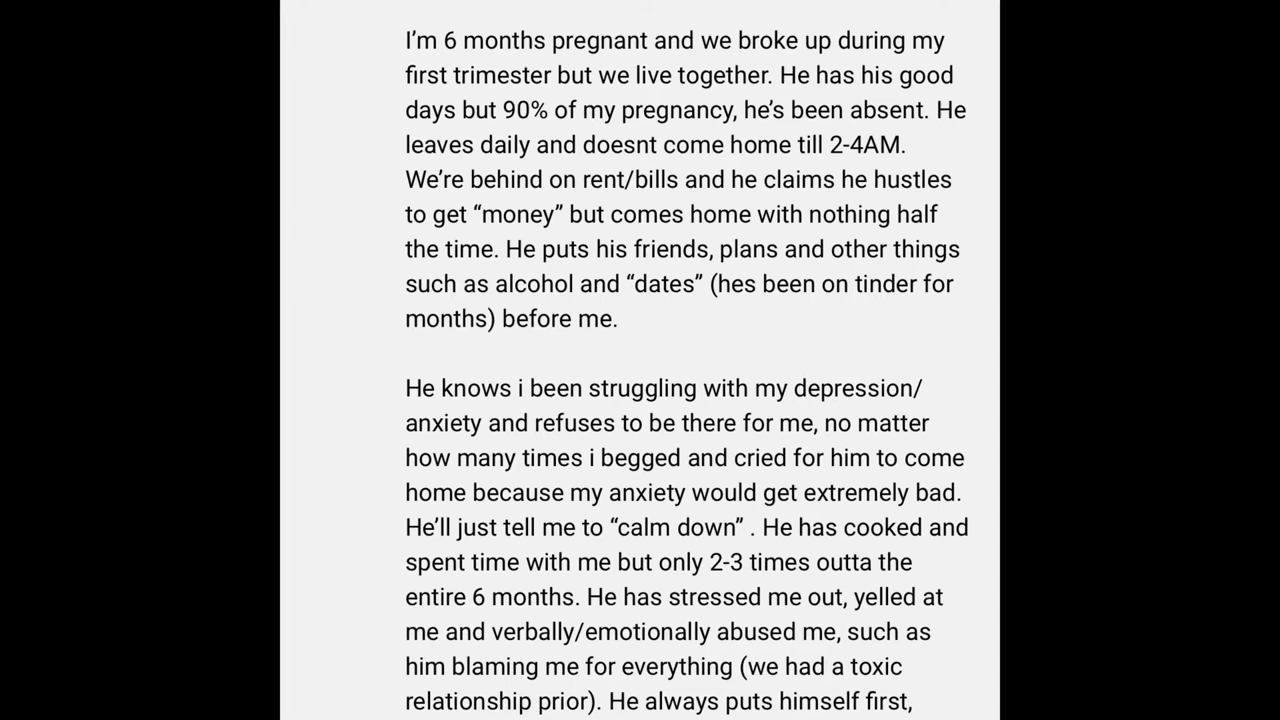 I’m 6 months pregnant and we broke up during my
first trimester but we live together. He has his good
days but 90% of my pregnancy, he’s been absent. He
leaves daily and doesnt come home till 2-4AM.
We’re behind on rent/bills and he claims he hustles
to get “money” but comes home with nothing half
the time. He puts his friends, plans and other things
such as alcohol and “dates” (hes been on tinder for
months) before me.
He knows i been struggling with my depression/
anxiety and refuses to be there for me, no matter
how many times i begged and cried for him to come
home because my anxiety would get extremely bad.
He’ll just tell me to “calm down” . He has cooked and
spent time with me but only 2-3 times outta the
entire 6 months. He has stressed me out, yelled at
me and verbally/emotionally abused me, such as
him blaming me for everything (we had a toxic
relationship prior). He always puts himself first,